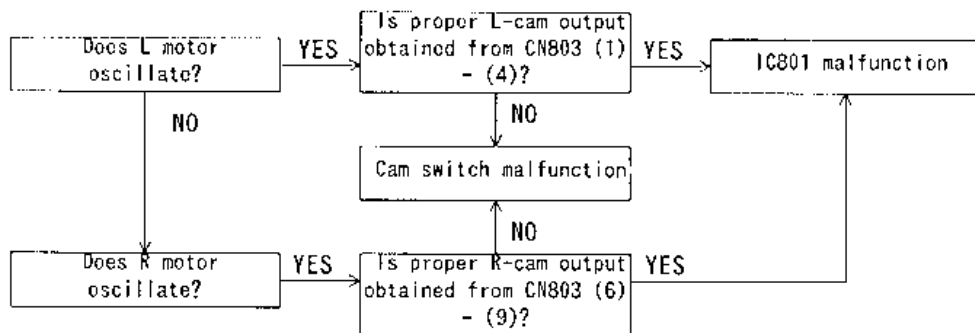 Does L motor
oscillate?
YES
Is proper L-cam output
obtained from CN803 (1)
- (4)?
YES
IC801 malfunction
NO
NO
Cam switch malfunction
NO
Does R motor
oscillate?
YES
Is proper R-cam output
obtained from CN803 (6)
- (9)?
YES